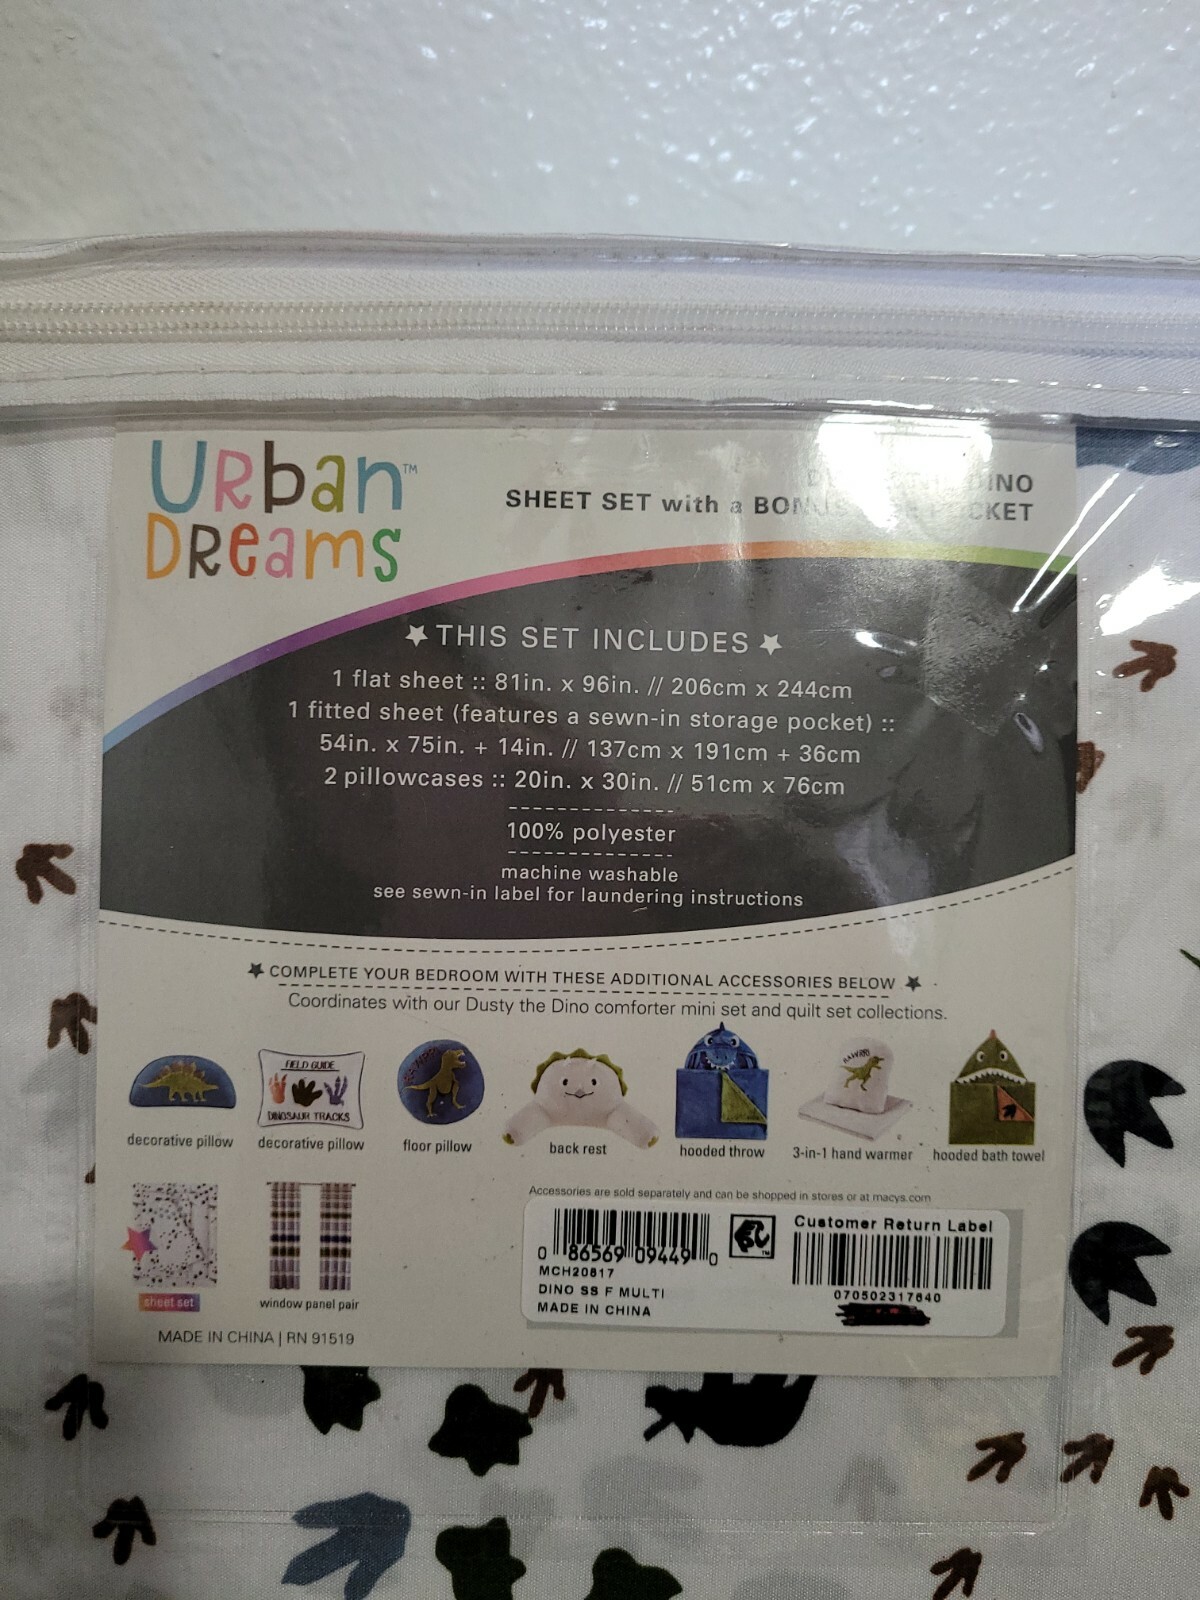 Urban™
Dreams
DINO
SHEET SET with a BONUS POCKET
THIS SET INCLUDES
1 flat sheet :: 81in. x 96in. // 206cm x 244cm
1 fitted sheet (features a sewn-in storage pocket) ::
54in. x 75in. + 14in. // 137cm x 191cm + 36cm
2 pillowcases :: 20in. x 30in. // 51cm x 76cm
100% polyester
machine washable
see sewn-in label for laundering instructions
COMPLETE YOUR BEDROOM WITH THESE ADDITIONAL ACCESSORIES BELOW
Coordinates with our Dusty the Dino comforter mini set and quilt set collections.
FIELD GUIDE
DINOSAUR TRACKS
decorative pillow
decorative pillow
floor pillow
back rest
hooded throw
3-in-1 hand warmer
hooded bath towel
sheet set
window panel pair
MADE IN CHINA | RN 91519
Accessories are sold separately and can be shopped in stores or at macys.com
0 86569 09449 0
MCH20817
DINO SS F MULTI
MADE IN CHINA
Customer Return Label
070502317640